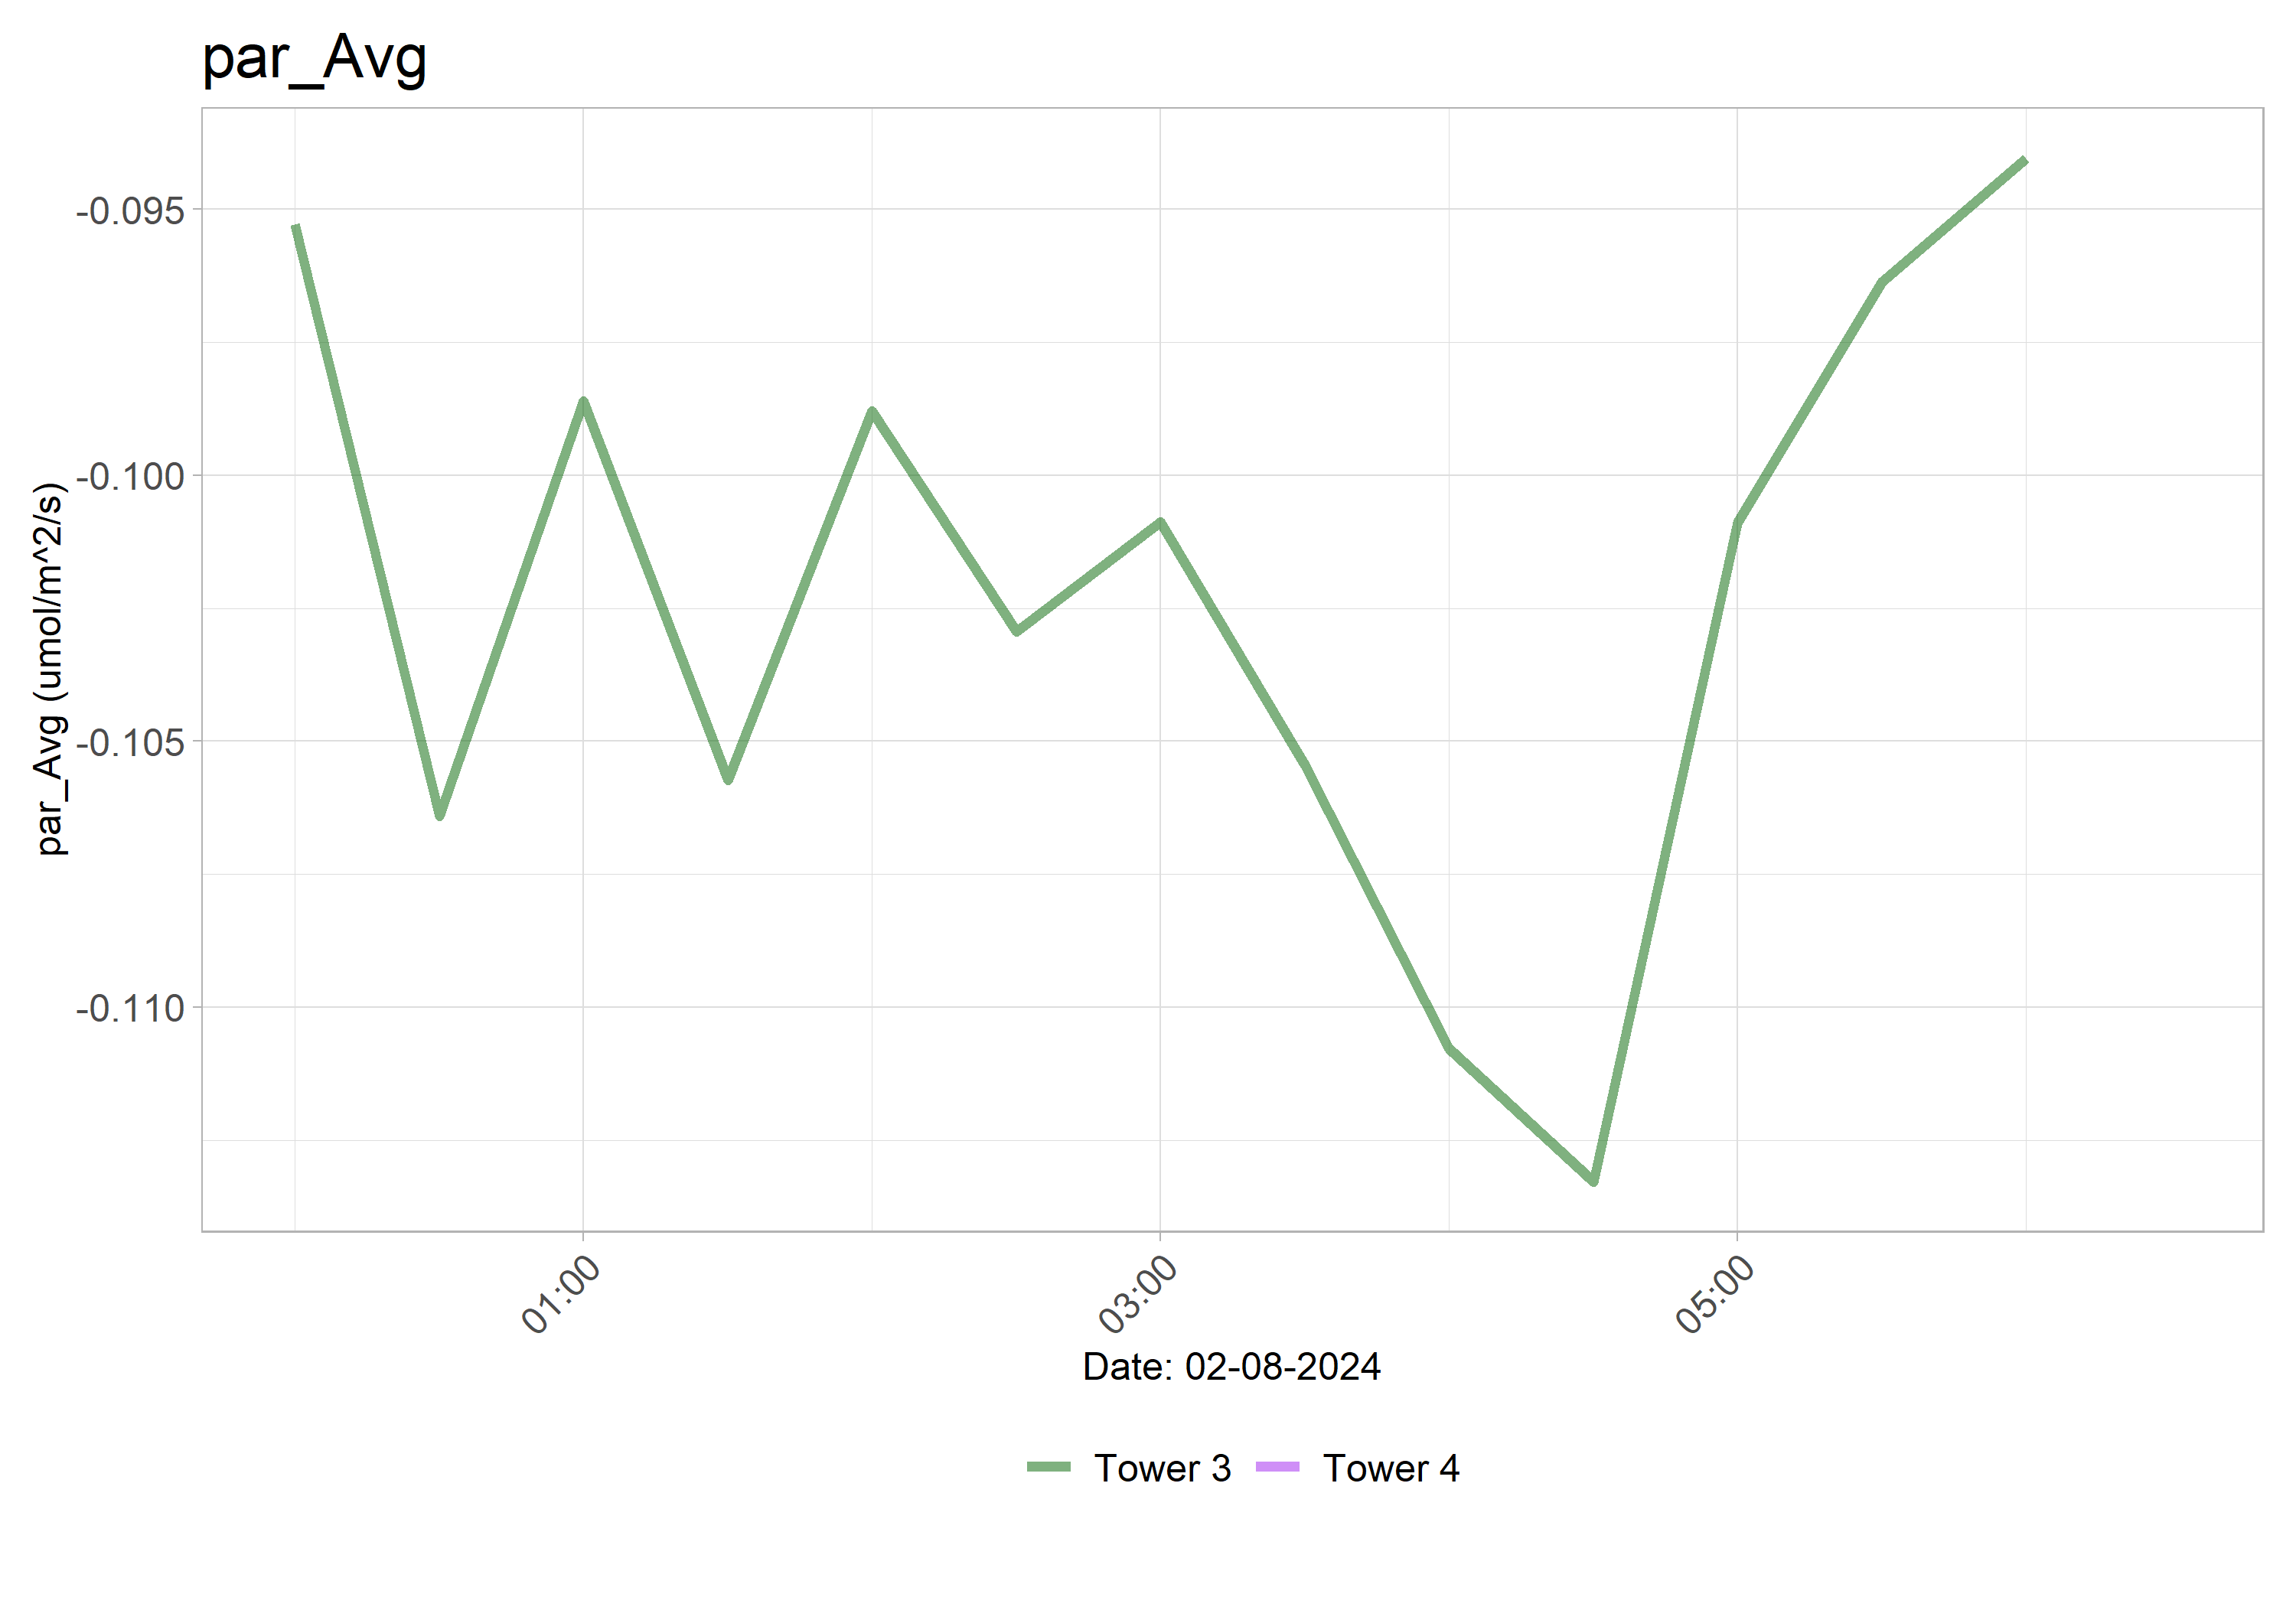 par_Avg
par_Avg (umol/m^2/s)
-0.095
-0.100
-0.105
-0.110
01:00
03:00
05:00
Date: 02-08-2024
Tower 3
Tower 4